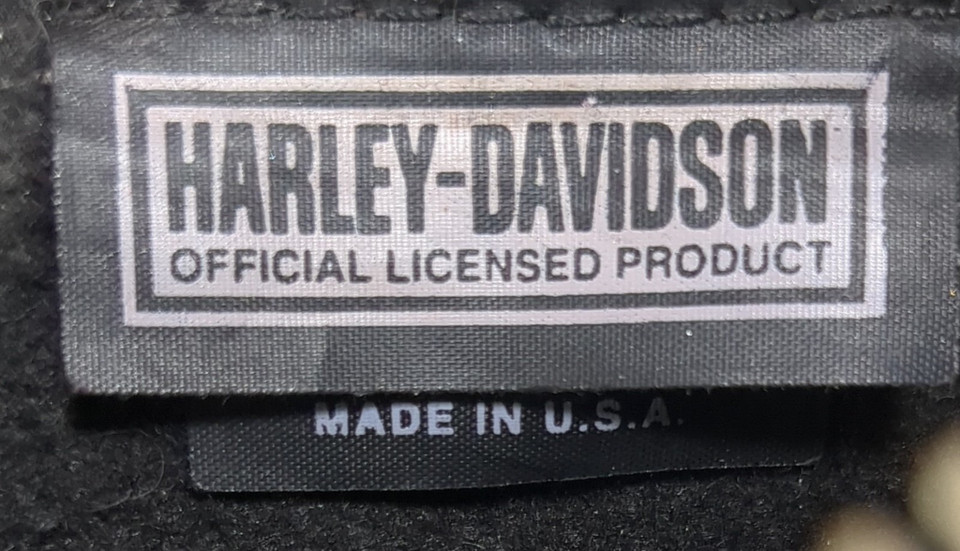 HARLEY-DAVIDSON
OFFICIAL LICENSED PRODUCT
MADE IN U.S.A.